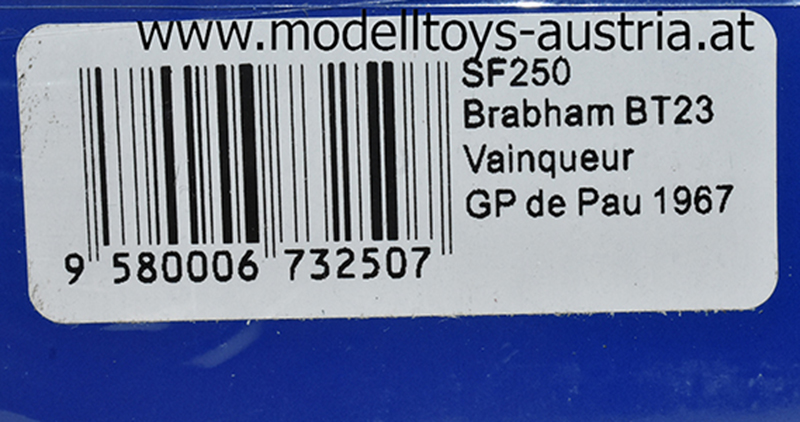 www.modelltoys-austria.at
SF250
Brabham BT23
Vainqueur
GP de Pau 1967
9 580006 732507